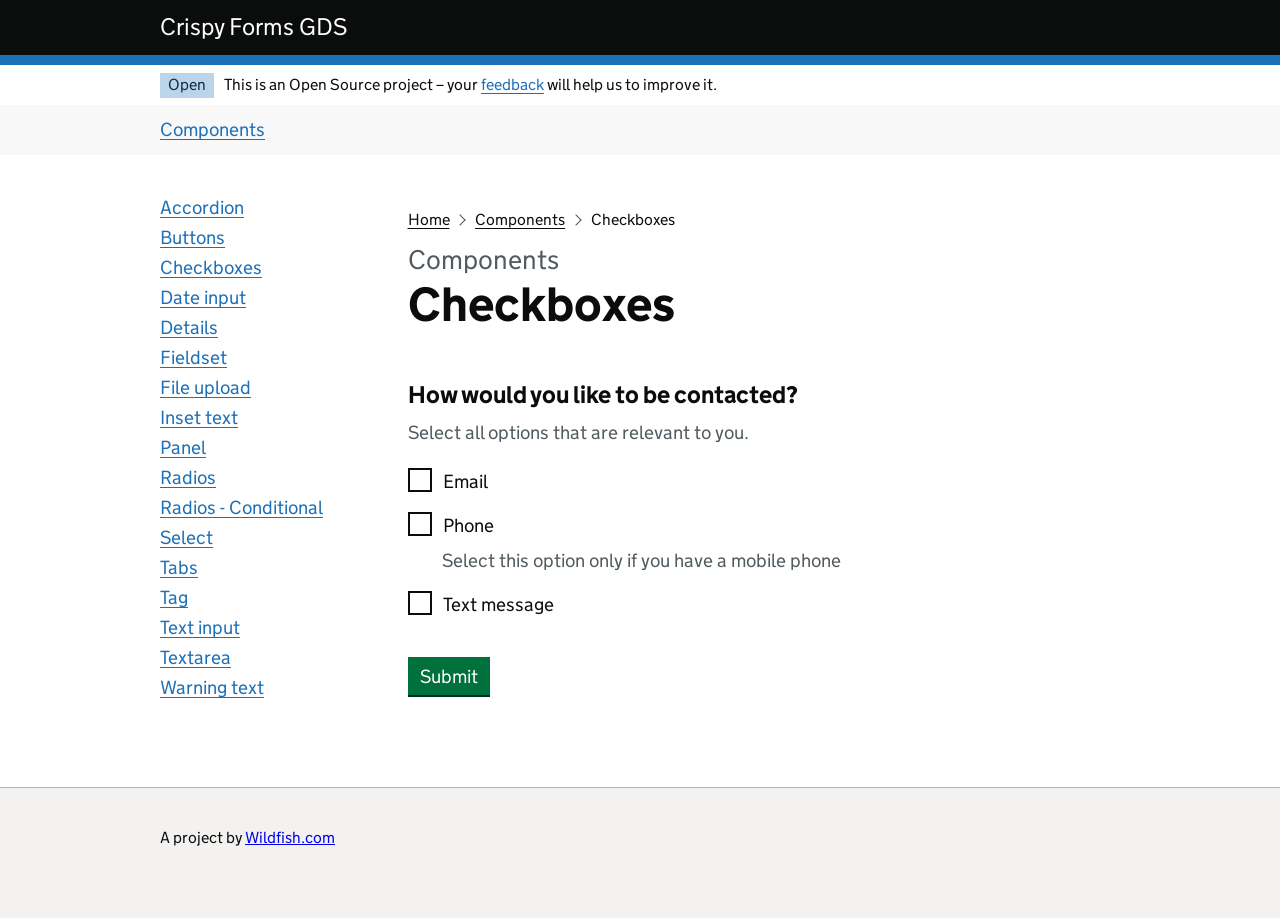 Crispy Forms GDS
Open This is an Open Source project – your feedback will help us to improve it.
Components
Accordion
Buttons
Checkboxes
Date input
Details
Fieldset
File upload
Inset text
Panel
Radios
Radios - Conditional
Select
Tabs
Tag
Text input
Textarea
Warning text
Home Components Checkboxes
Components
Checkboxes
How would you like to be contacted?
Select all options that are relevant to you.
Email
Phone
Select this option only if you have a mobile phone
Text message
Submit
A project by Wildfish.com